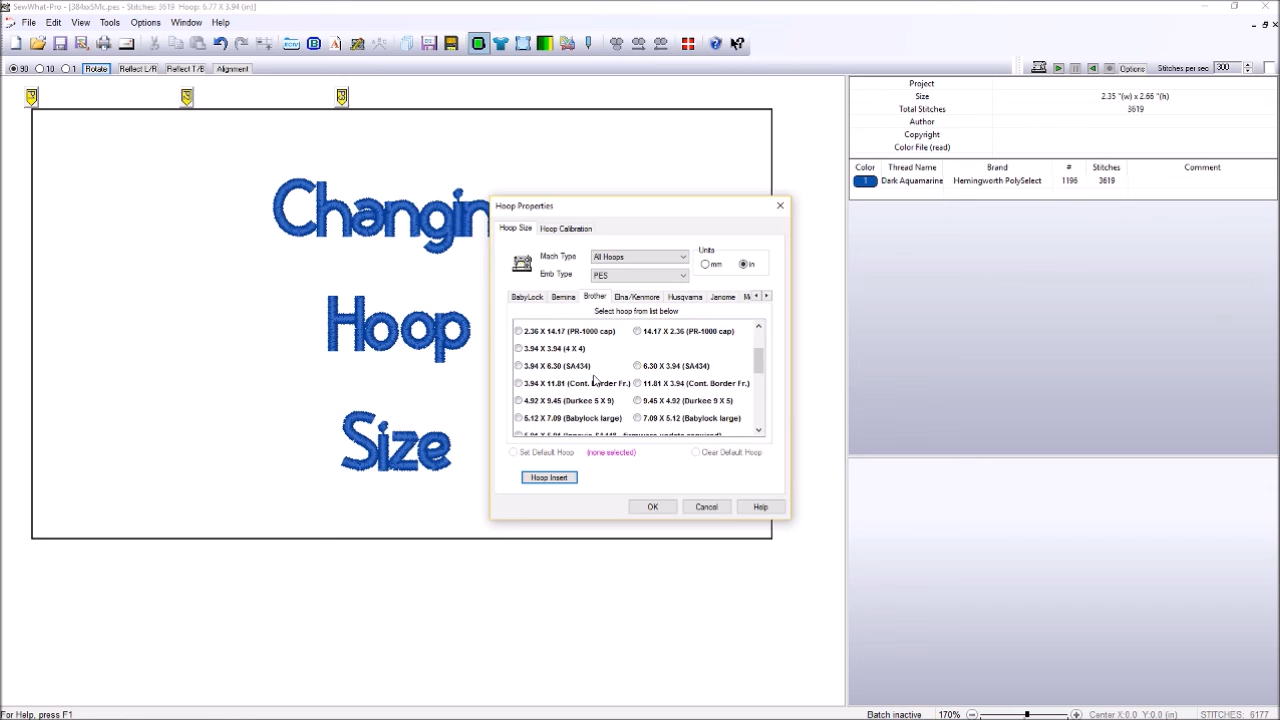 SewWhat-Pro - [384xxSMc.pes - Stitches: 3619 Hoop: 6.77 X 3.94 (in)]
File Edit View Tools Options Window Help
90 10 1 Rotate Reflect L/R Reflect T/B Alignment Options Stitches per sec 300
Project
Size 2.35 "(w) x 2.66 "(h)
Total Stitches 3619
Author
Copyright
Color File (read)
Color Thread Name Brand # Stitches Comment
1 Dark Aquamarine Hemingworth PolySelect 1196 3619
Changin
Hoop
Size
Hoop Properties
Hoop Size Hoop Calibration
Mach Type All Hoops
Emb Type PES
Units
mm in
BabyLock Bernina Brother Elna/Kenmore Husqvarna Janome
Select hoop from list below
2.36 X 14.17 (PR-1000 cap) 14.17 X 2.36 (PR-1000 cap)
3.94 X 3.94 (4 X 4)
3.94 X 6.30 (SA434) 6.30 X 3.94 (SA434)
3.94 X 11.81 (Cont. Border Fr.) 11.81 X 3.94 (Cont. Border Fr.)
4.92 X 9.45 (Durkee 5 X 9) 9.45 X 4.92 (Durkee 9 X 5)
5.12 X 7.09 (Babylock large) 7.09 X 5.12 (Babylock large)
Set Default Hoop (none selected) Clear Default Hoop
Hoop Insert
OK Cancel Help
For Help, press F1
Batch inactive 170% Center X:0.0 Y:0.0 (in) STITCHES: 6177